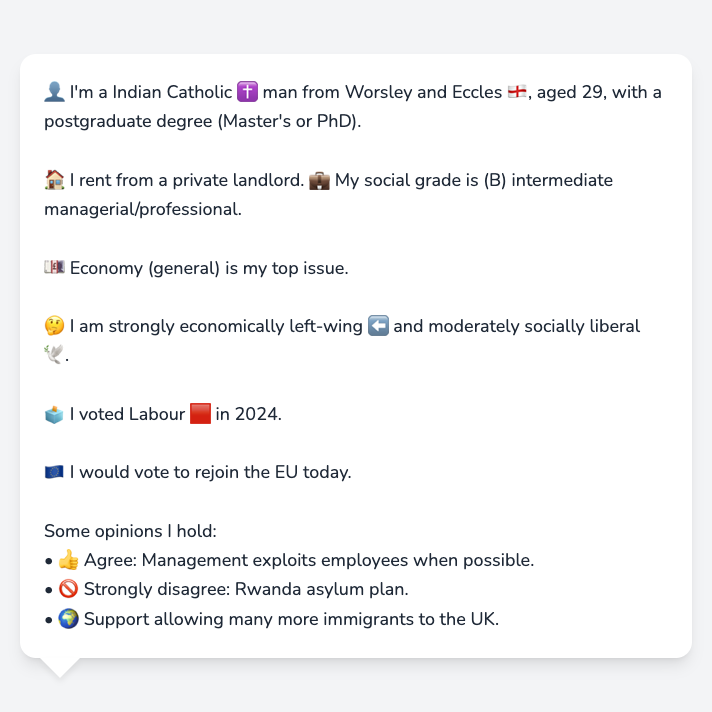 👤 I'm a Indian Catholic ✝️ man from Worsley and Eccles 🏴󠁧󠁢󠁥󠁮󠁧󠁿, aged 29, with a
postgraduate degree (Master's or PhD).
🏠 I rent from a private landlord. 💼 My social grade is (B) intermediate
managerial/professional.
💷 Economy (general) is my top issue.
🤔 I am strongly economically left-wing ⬅️ and moderately socially liberal
🕊️.
🗳️ I voted Labour 🟥 in 2024.
🇪🇺 I would vote to rejoin the EU today.
Some opinions I hold:
• 👍 Agree: Management exploits employees when possible.
• 🚫 Strongly disagree: Rwanda asylum plan.
• 🌍 Support allowing many more immigrants to the UK.